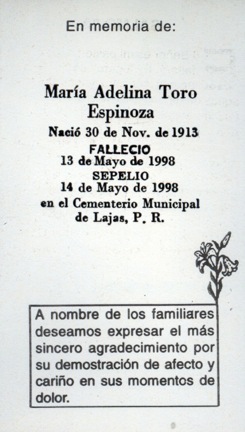 En memoria de:
María Adelina Toro
Espinoza
Nació 30 de Nov. de 1913
FALLECIO
13 de Mayo de 1998
SEPELIO
14 de Mayo de 1998
en el Cementerio Municipal
de Lajas, P. R.
A nombre de los familiares
deseamos expresar el más
sincero agradecimiento por
su demostración de afecto y
cariño en sus momentos de
dolor.